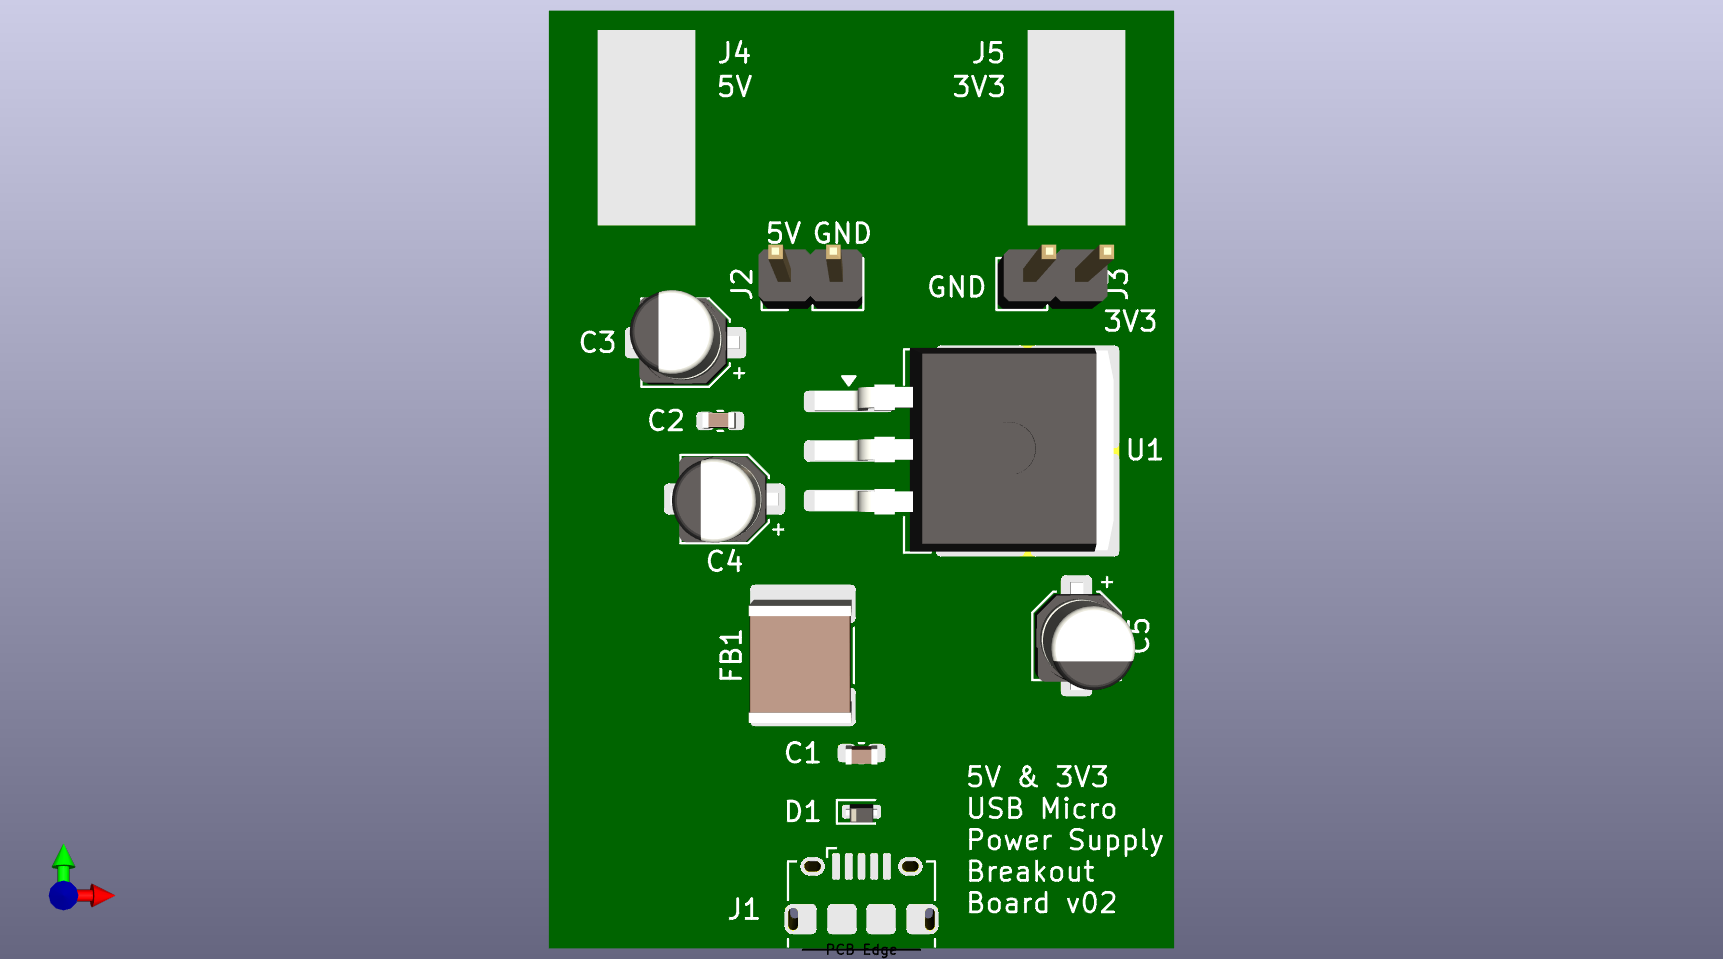 J4
5V
J5
3V3
5V GND
J2
GND
J3
3V3
C3
+
C2
U1
+
C4
+
C5
FB1
C1
D1
5V & 3V3
USB Micro
Power Supply
Breakout
Board v02
J1
PCB Edge